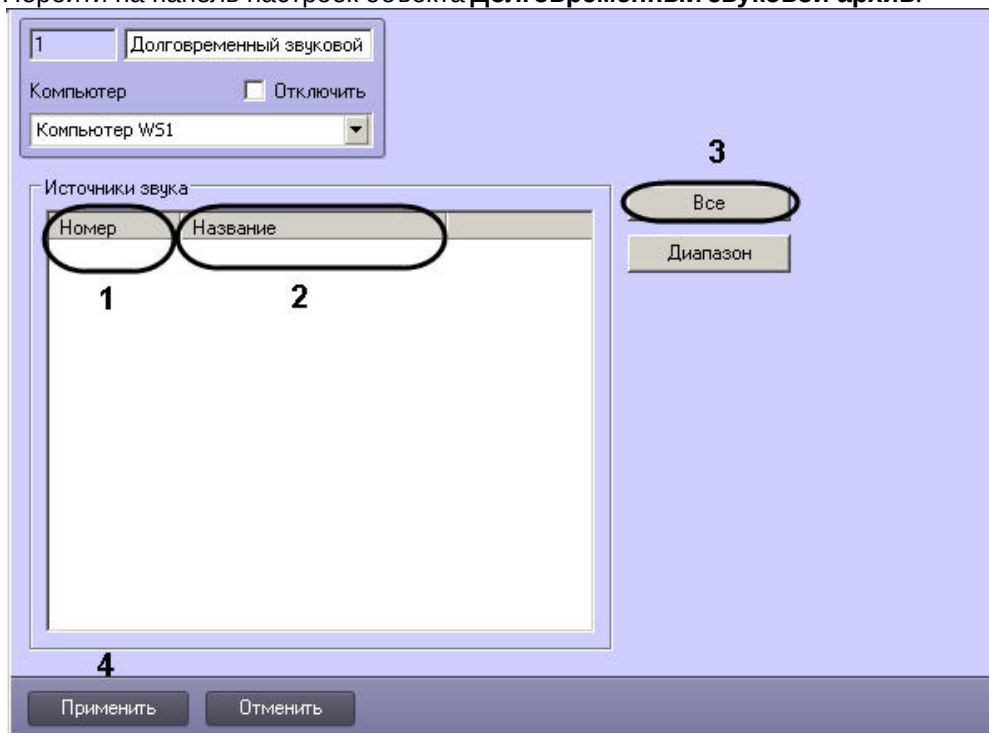 Перейти на панель настроек объекта Долговременный звуковой архив.
1 Долговременный звуковой
Компьютер Отключить
Компьютер WS1
3
Источники звука
Все
Номер Название
Диапазон
1 2
4
Применить Отменить